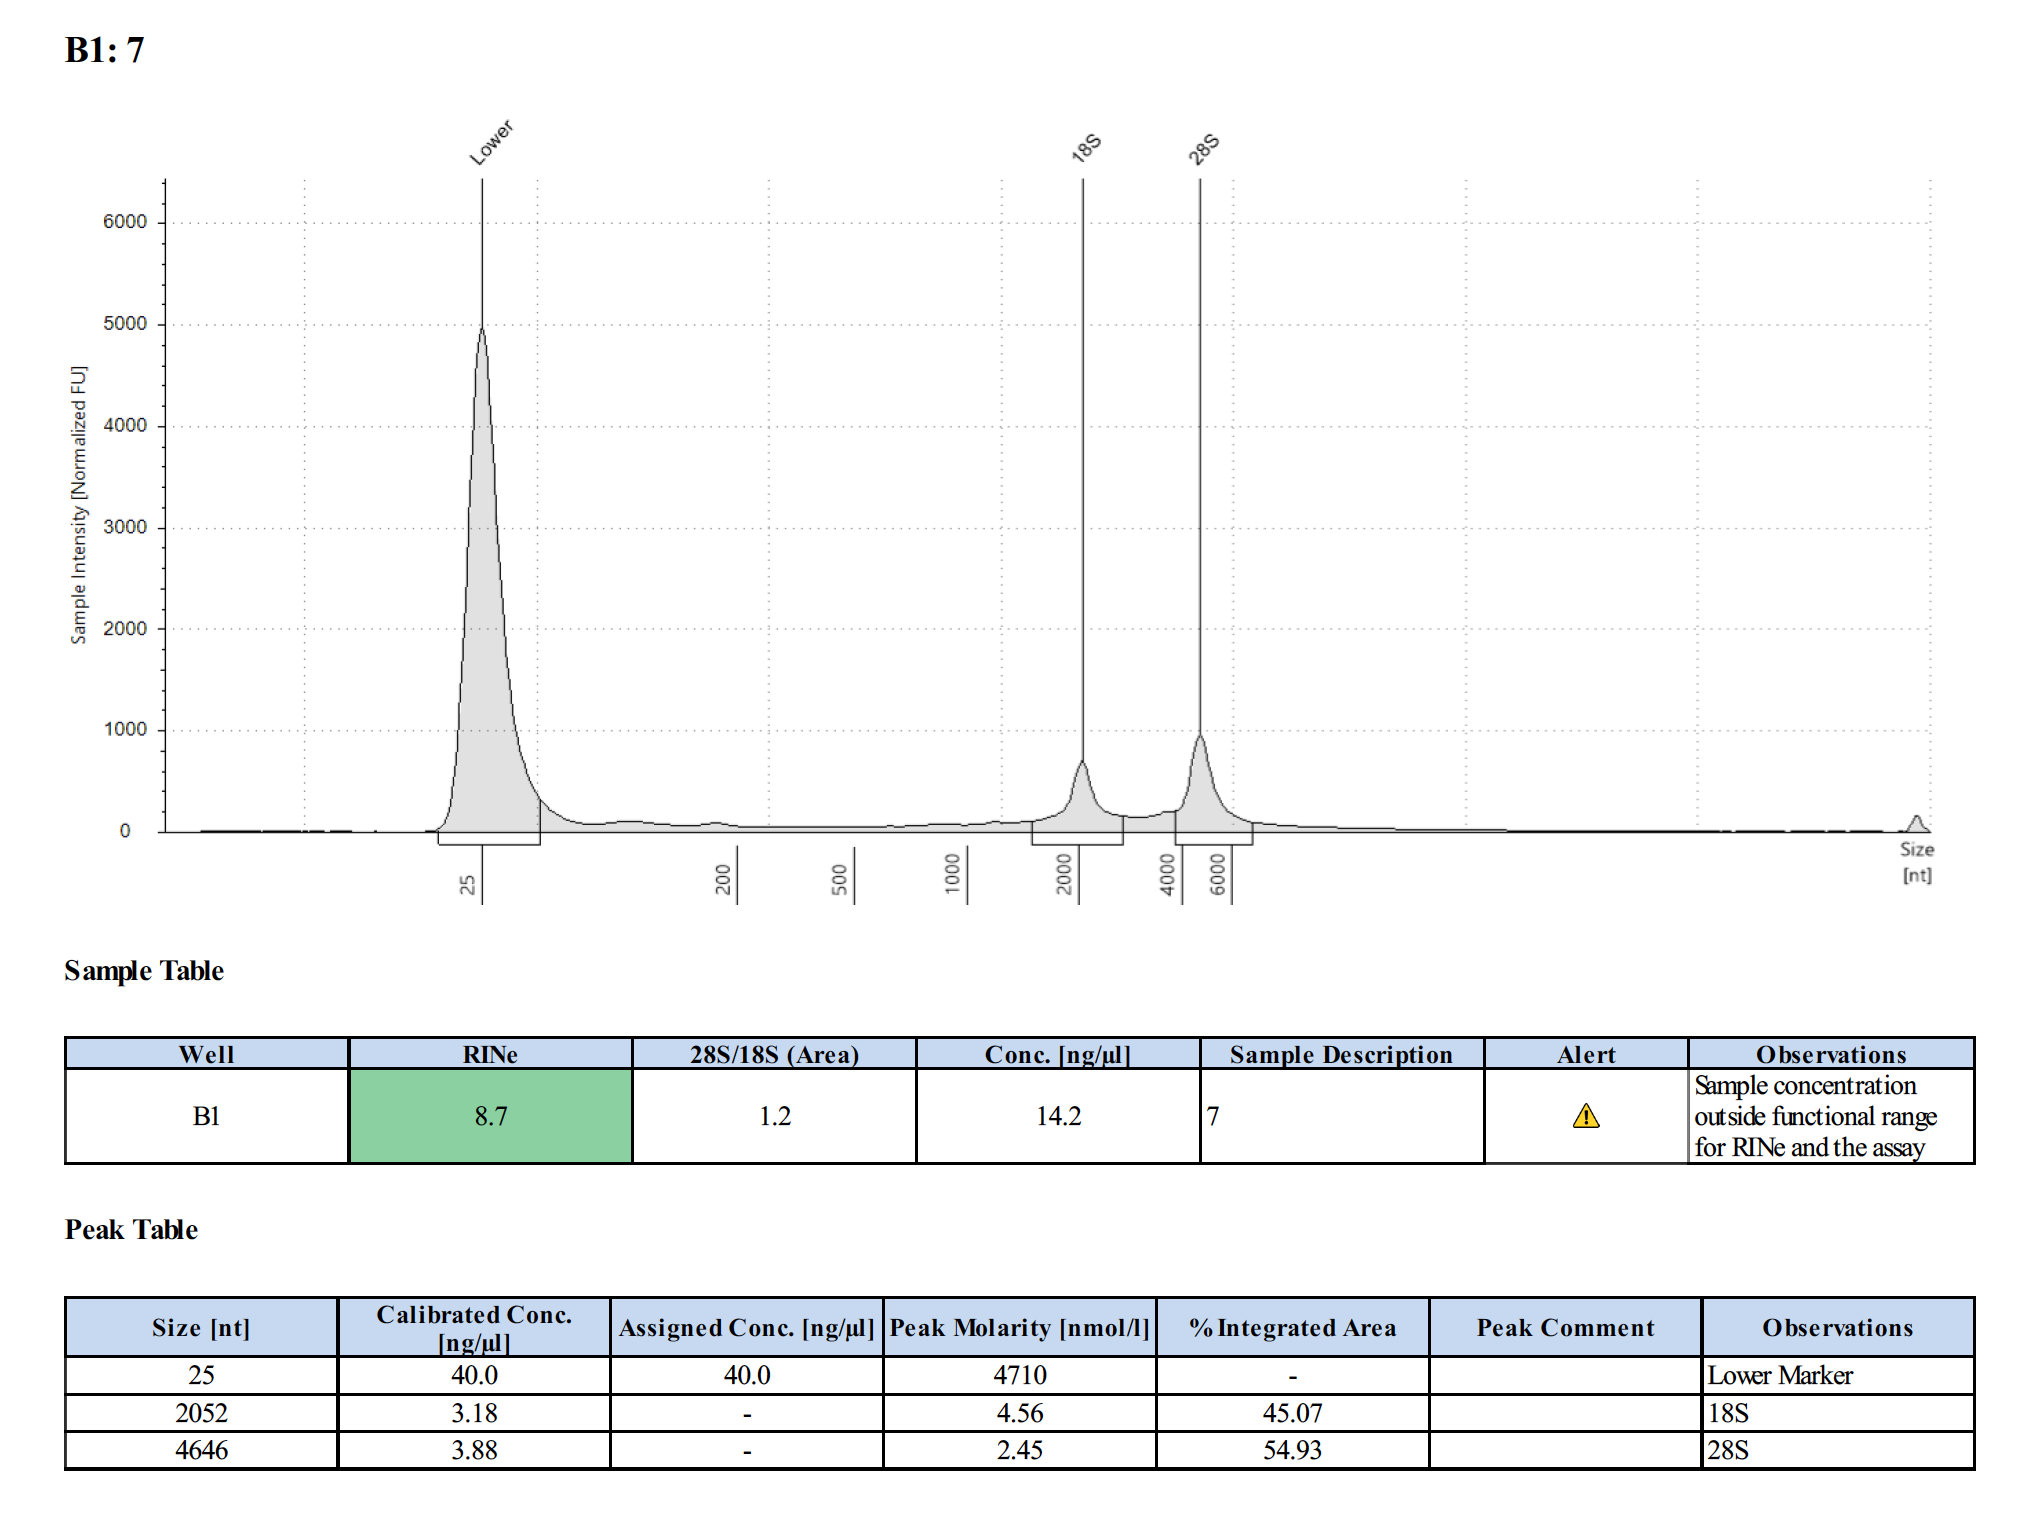 B1: 7
Lower
18S
28S
Sample Intensity [Normalized FU]
6000
5000
4000
3000
2000
1000
0
25
200
500
1000
2000
4000
6000
Size
[nt]
Sample Table
Well RINe 28S/18S (Area) Conc. [ng/µl] Sample Description Alert Observations
B1 8.7 1.2 14.2 7 Sample concentration
outside functional range
for RINe and the assay
Peak Table
Size [nt] Calibrated Conc.
[ng/µl] Assigned Conc. [ng/µl] Peak Molarity [nmol/l] % Integrated Area Peak Comment Observations
25 40.0 40.0 4710 - Lower Marker
2052 3.18 - 4.56 45.07 18S
4646 3.88 - 2.45 54.93 28S